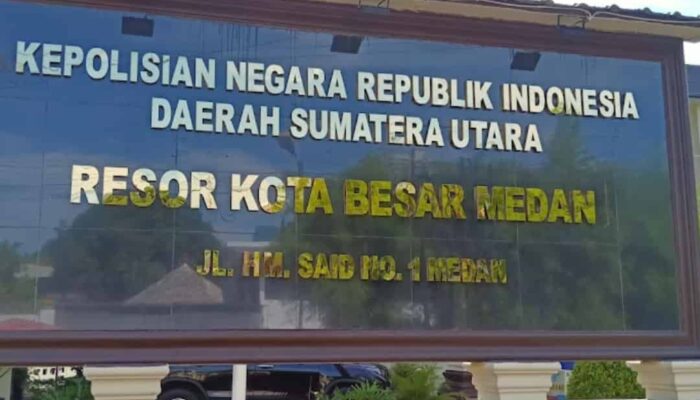 KEPOLISIAN NEGARA REPUBLIK INDONESIA
DAERAH SUMATERA UTARA
RESOR KOTA BESAR MEDAN
JL. HM. SAID NO. 1 MEDAN